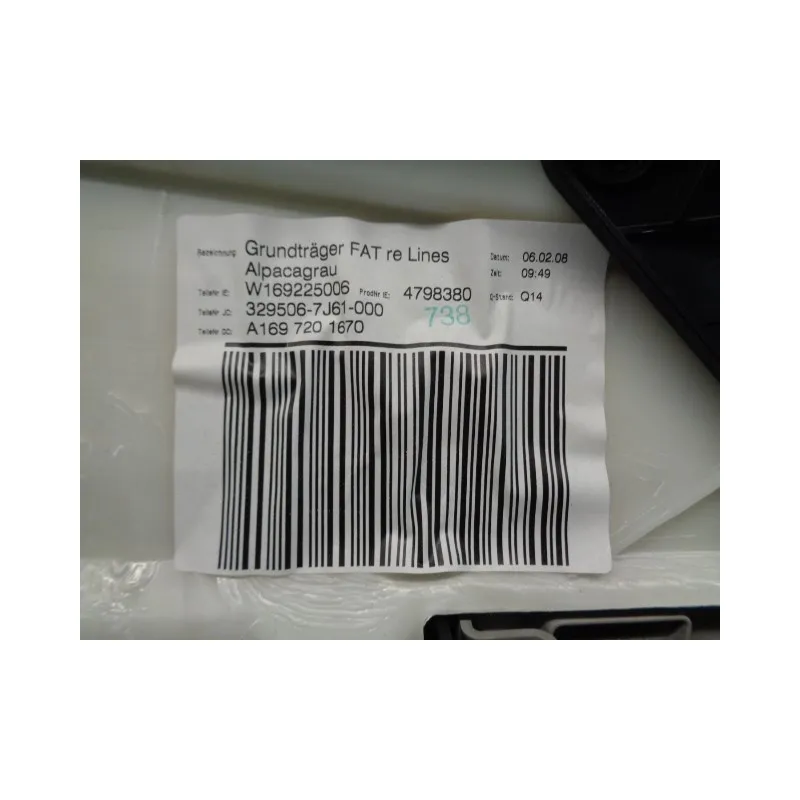 Bezeichnung Grundträger FAT re Lines Datum: 06.02.08
Alpacagrau Zeit: 09:49
TeileNr IE: W169225006 ProdNr IE: 4798380 Q-Stand: Q14
TeileNr JC: 329506-7J61-000 738
TeileNr DC: A169 720 1670